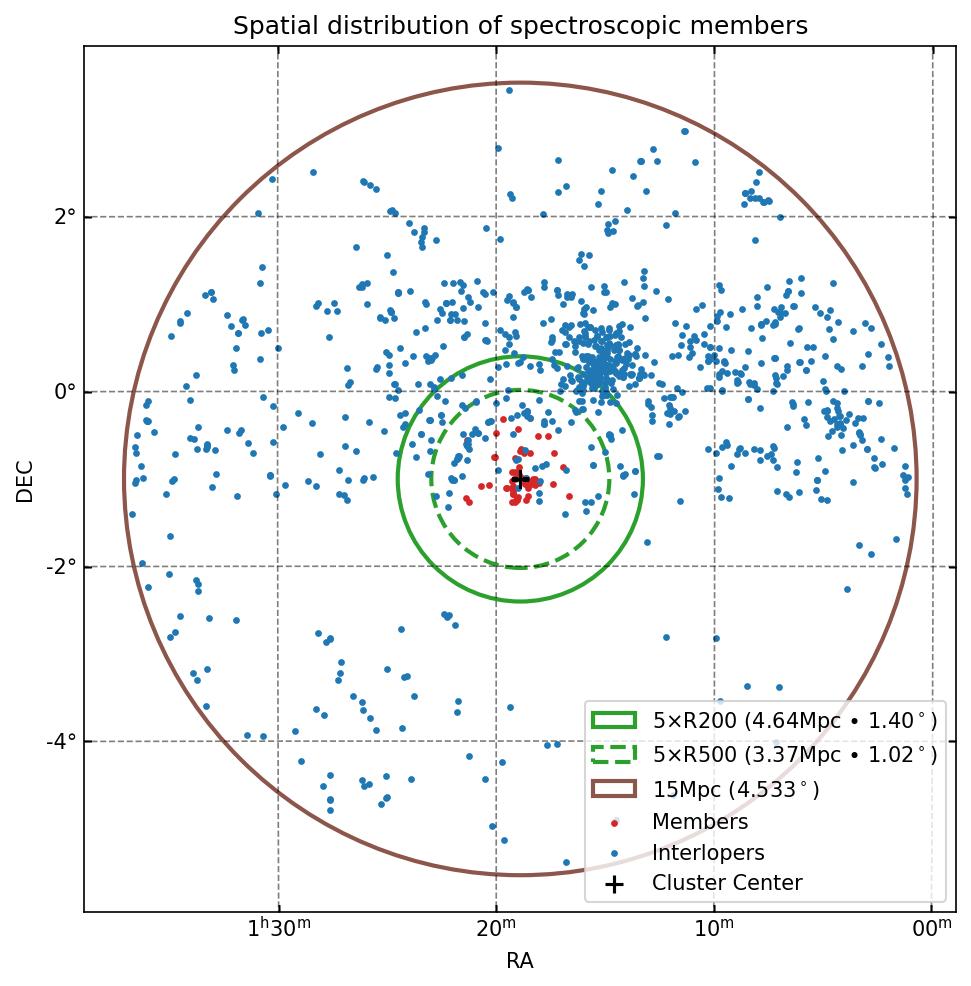 Spatial distribution of spectroscopic members
DEC
2°
0°
-2°
-4°
5×R200 (4.64Mpc • 1.40°)
5×R500 (3.37Mpc • 1.02°)
15Mpc (4.533°)
Members
Interlopers
Cluster Center
1ʰ30ᵐ 20ᵐ 10ᵐ 00ᵐ
RA